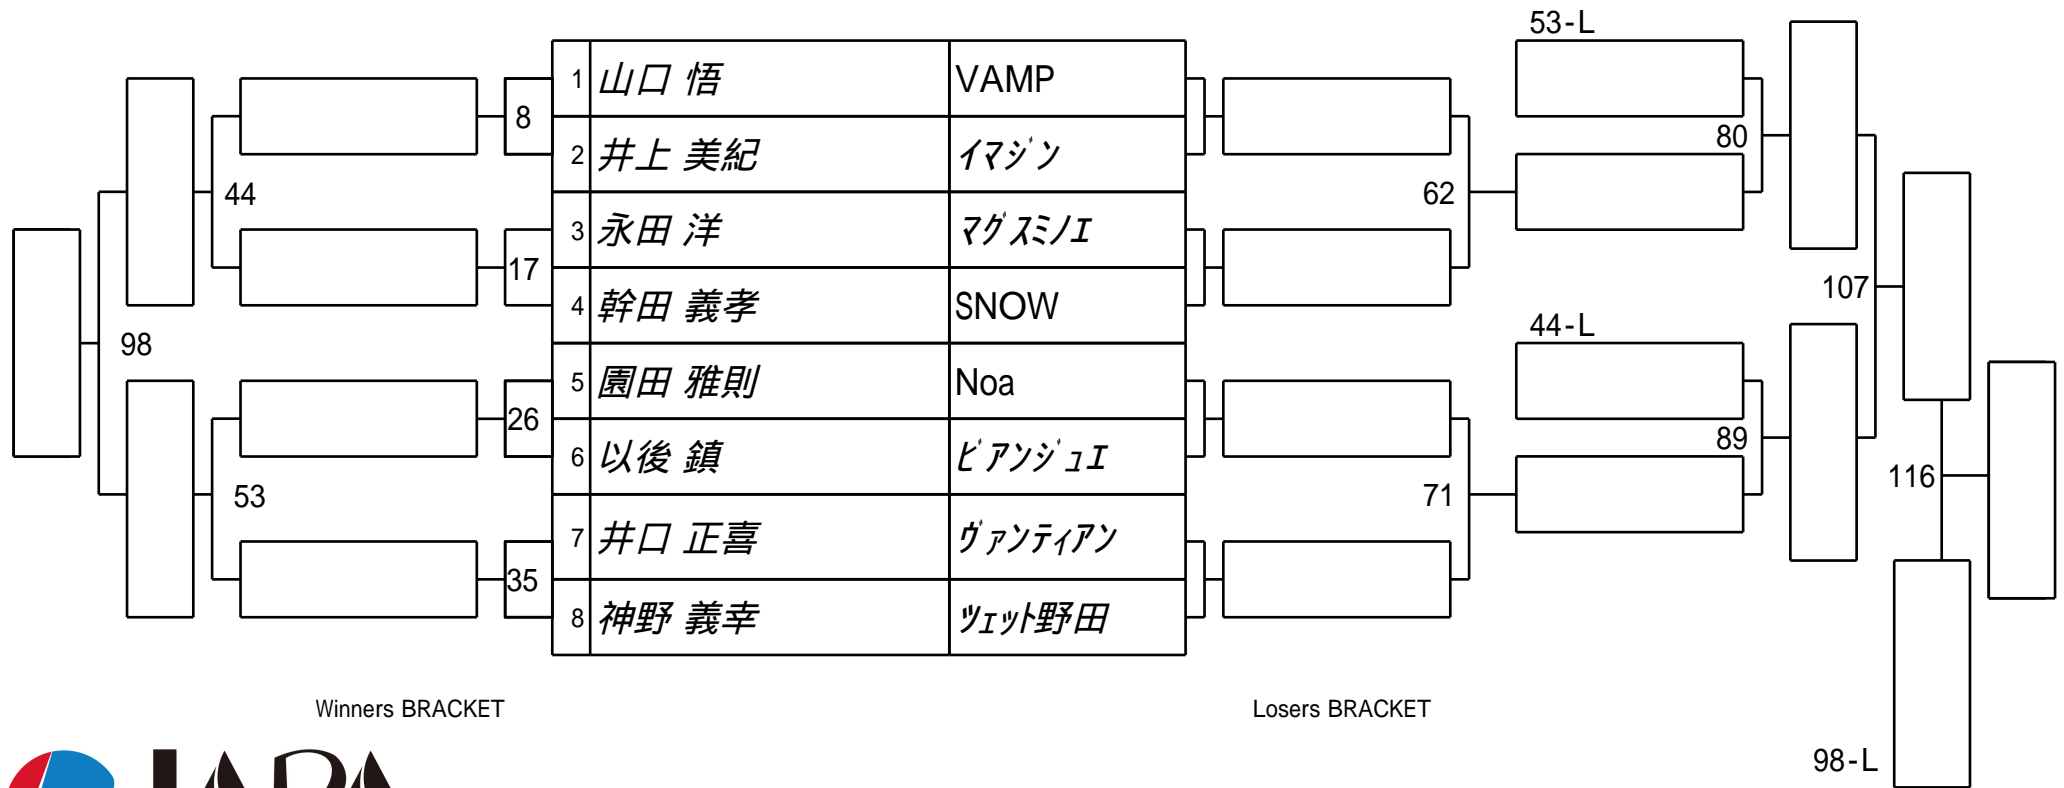 53-L
1 山口 悟 VAMP
8
80
2 井上 美紀 イマジン
44
62
3 永田 洋 マグスミノエ
17
107
4 幹田 義孝 SNOW
44-L
98
5 園田 雅則 Noa
26
89
6 以後 鎮 ビアンジュエ
116
53
71
7 井口 正喜 ヴァンティアン
35
8 神野 義幸 ツェット野田
Winners BRACKET
Losers BRACKET
98-L
JAPA